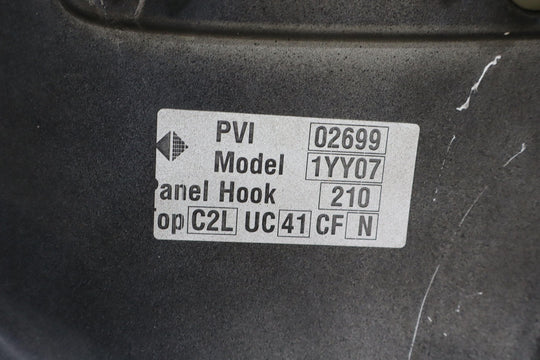 PVI 02699
Model 1YY07
anel Hook 210
op C2L UC 41 CF N